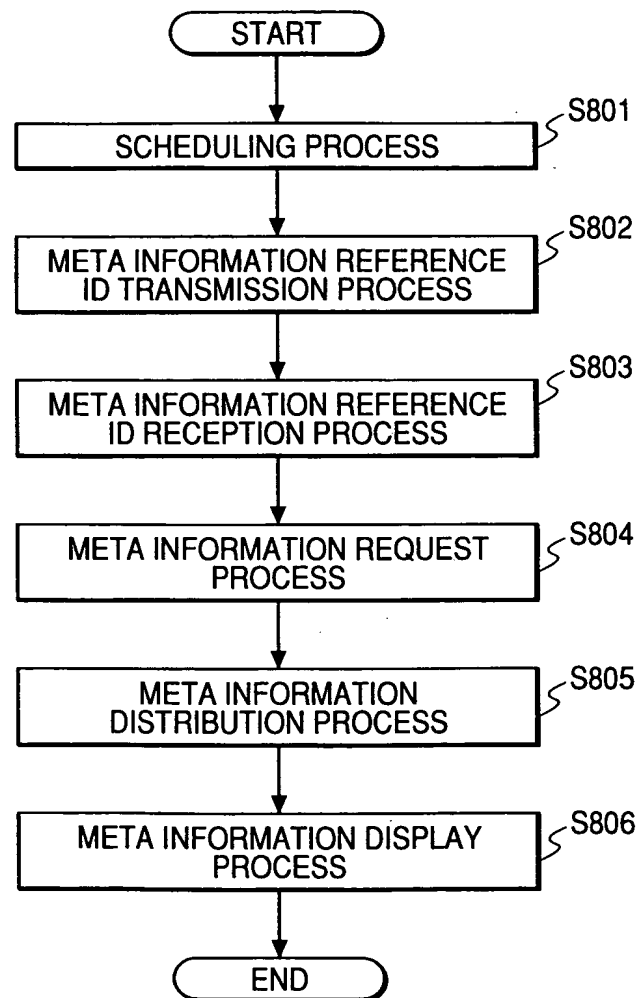 START
S801
SCHEDULING PROCESS
S802
META INFORMATION REFERENCE
ID TRANSMISSION PROCESS
S803
META INFORMATION REFERENCE
ID RECEPTION PROCESS
S804
META INFORMATION REQUEST
PROCESS
S805
META INFORMATION
DISTRIBUTION PROCESS
S806
META INFORMATION DISPLAY
PROCESS
END